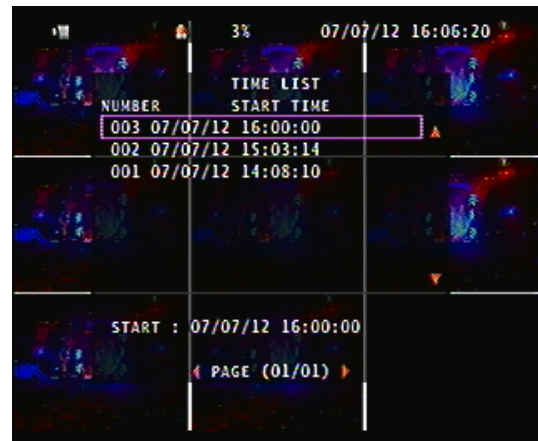 3% 07/07/12 16:06:20
TIME LIST
NUMBER START TIME
003 07/07/12 16:00:00
002 07/07/12 15:03:14
001 07/07/12 14:08:10
START : 07/07/12 16:00:00
PAGE (01/01)